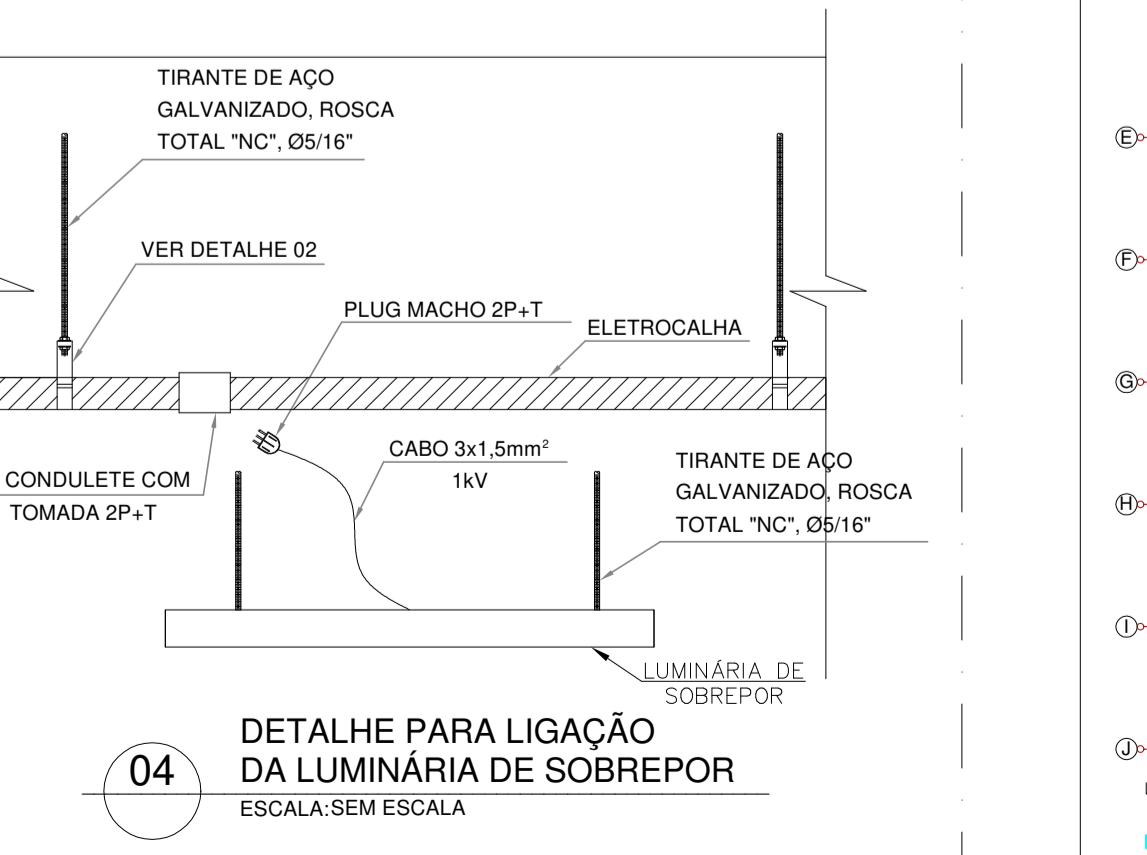 TIRANTE DE AÇO
GALVANIZADO, ROSCA
TOTAL "NC", Ø5/16"
VER DETALHE 02
PLUG MACHO 2P+T
ELETROCALHA
CONDULETE COM
TOMADA 2P+T
CABO 3x1,5mm²
1kV
TIRANTE DE AÇO
GALVANIZADO, ROSCA
TOTAL "NC", Ø5/16"
LUMINÁRIA DE
SOBREPOR
04
DETALHE PARA LIGAÇÃO
DA LUMINÁRIA DE SOBREPOR
ESCALA:SEM ESCALA
E
F
G
H
I
J